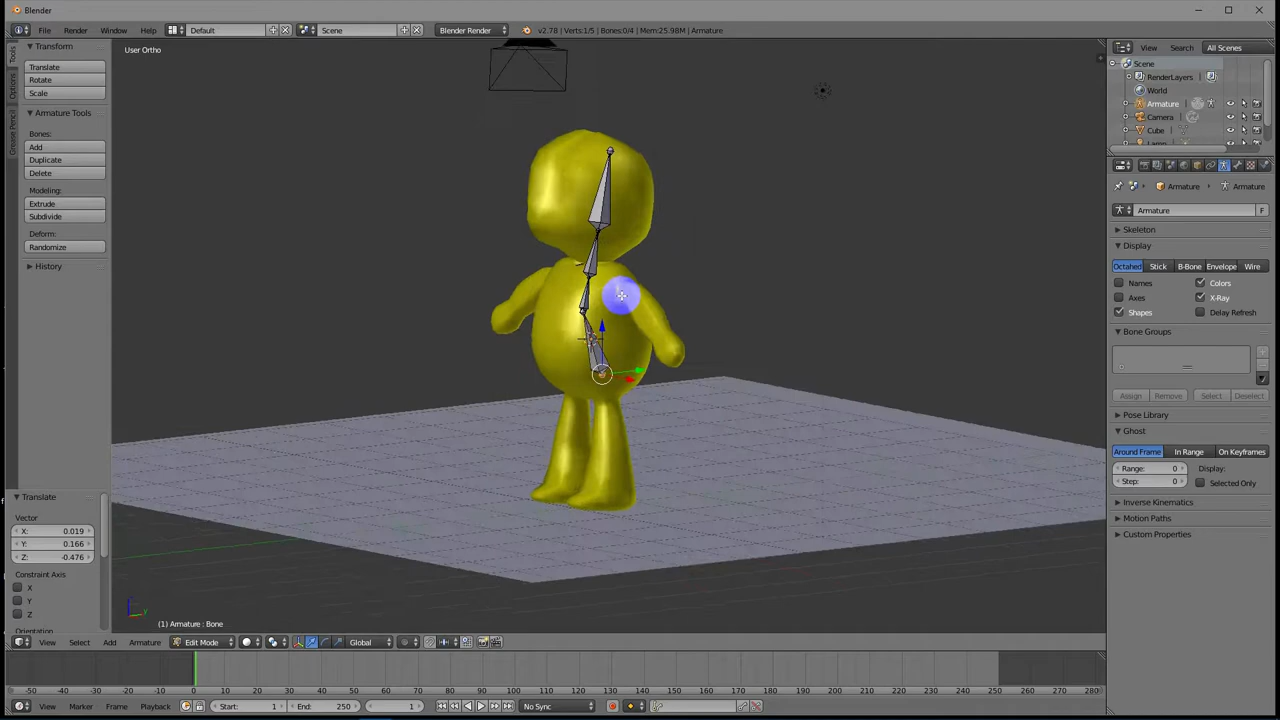 Blender
File Render Window Help Default Scene Blender Render v2.78 | Verts:1/5 | Bones:0/4 | Mem:25.98M | Armature
View Search All Scenes
User Ortho
Tools
Options
Grease Pencil
Transform
Translate
Rotate
Scale
Armature Tools
Bones:
Add
Duplicate
Delete
Modeling:
Extrude
Subdivide
Deform:
Randomize
History
Translate
Vector
X: 0.019
Y: 0.166
Z: -0.476
Constraint Axis
X
Y
Z
Orientation
(1) Armature : Bone
View Select Add Armature Edit Mode Global
-50 -40 -30 -20 -10 0 10 20 30 40 50 60 70 80 90 100 110 120 130 140 150 160 170 180 190 200 210 220 230 240 250 260 270 280
View Marker Frame Playback Start: 1 End: 250 1 No Sync
Scene
RenderLayers
World
Armature
Camera
Cube
Lamp
Armature Armature
Armature F
Skeleton
Display
Octahed Stick B-Bone Envelope Wire
Names Colors
Axes X-Ray
Shapes Delay Refresh
Bone Groups
Assign Remove Select Deselect
Pose Library
Ghost
Around Frame In Range On Keyframes
Range: 0 Display:
Step: 0 Selected Only
Inverse Kinematics
Motion Paths
Custom Properties